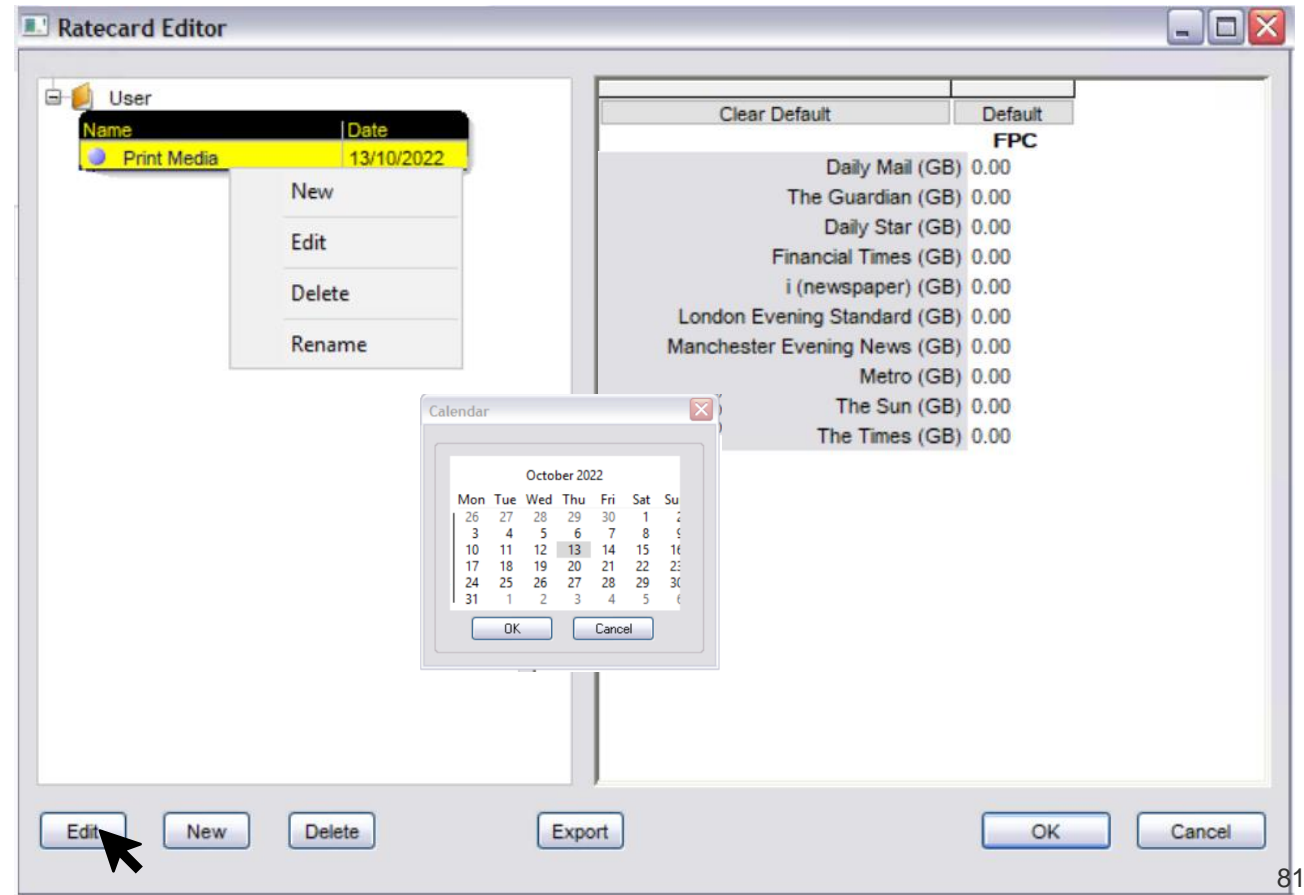 Ratecard Editor
User
Name Date
Print Media 13/10/2022
New
Edit
Delete
Rename
Clear Default Default
FPC
Daily Mail (GB) 0.00
The Guardian (GB) 0.00
Daily Star (GB) 0.00
Financial Times (GB) 0.00
i (newspaper) (GB) 0.00
London Evening Standard (GB) 0.00
Manchester Evening News (GB) 0.00
Metro (GB) 0.00
) The Sun (GB) 0.00
) The Times (GB) 0.00
Calendar
October 2022
Mon Tue Wed Thu Fri Sat Su
26 27 28 29 30 1
3 4 5 6 7 8
10 11 12 13 14 15 16
17 18 19 20 21 22 23
24 25 26 27 28 29 30
31 1 2 3 4 5
OK Cancel
Edit New Delete Export OK Cancel
81